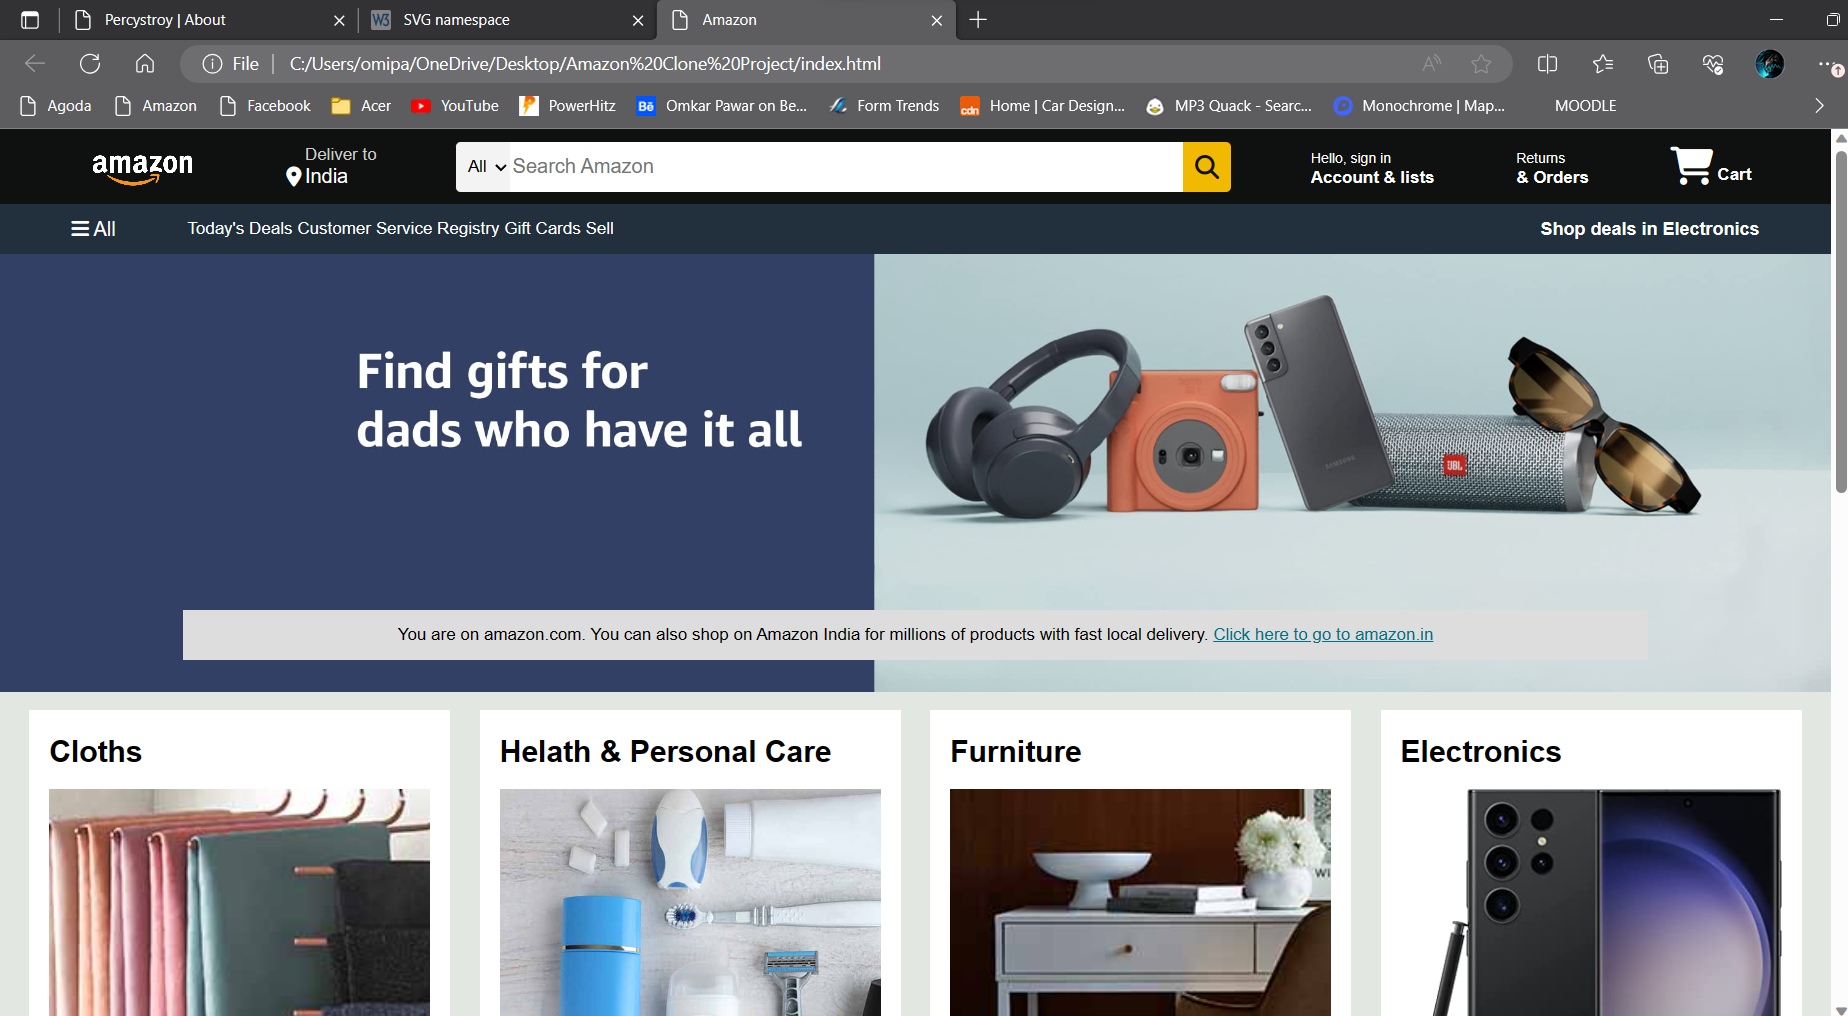 Percystroy | About
W3 SVG namespace
Amazon
File C:/Users/omipa/OneDrive/Desktop/Amazon%20Clone%20Project/index.html
Agoda Amazon Facebook Acer YouTube PowerHitz Bē Omkar Pawar on Be... Form Trends cdn Home | Car Design... MP3 Quack - Searc... Monochrome | Map... MOODLE
amazon
Deliver to
India
All Search Amazon
Hello, sign in
Account & lists
Returns
& Orders
Cart
All
Today's Deals Customer Service Registry Gift Cards Sell
Shop deals in Electronics
Find gifts for
dads who have it all
SAMSUNG
JBL
You are on amazon.com. You can also shop on Amazon India for millions of products with fast local delivery. Click here to go to amazon.in
Cloths
Helath & Personal Care
Furniture
Electronics